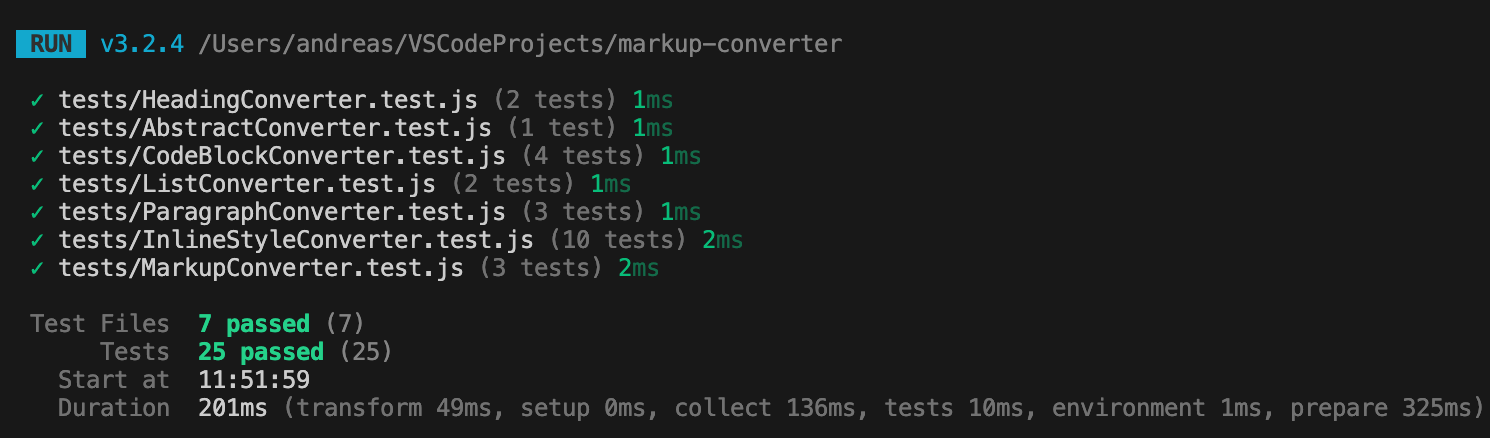 RUN v3.2.4 /Users/andreas/VSCodeProjects/markup-converter
✓ tests/HeadingConverter.test.js (2 tests) 1ms
✓ tests/AbstractConverter.test.js (1 test) 1ms
✓ tests/CodeBlockConverter.test.js (4 tests) 1ms
✓ tests/ListConverter.test.js (2 tests) 1ms
✓ tests/ParagraphConverter.test.js (3 tests) 1ms
✓ tests/InlineStyleConverter.test.js (10 tests) 2ms
✓ tests/MarkupConverter.test.js (3 tests) 2ms
Test Files 7 passed (7)
Tests 25 passed (25)
Start at 11:51:59
Duration 201ms (transform 49ms, setup 0ms, collect 136ms, tests 10ms, environment 1ms, prepare 325ms)